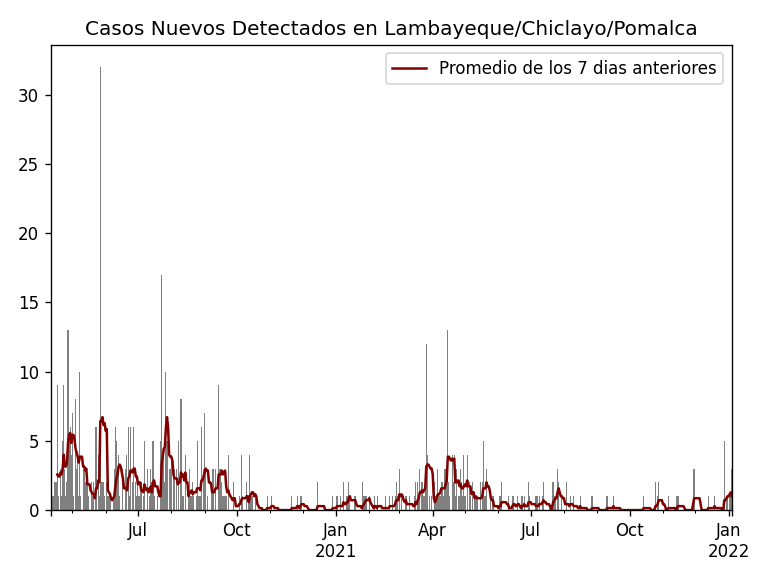 Casos Nuevos Detectados en Lambayeque/Chiclayo/Pomalca
Promedio de los 7 dias anteriores
30
25
20
15
10
5
0
Jul Oct Jan Apr Jul Oct Jan
2021 2022